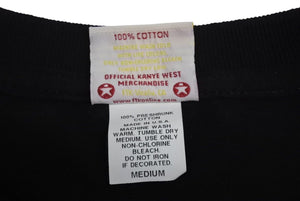 100% COTTON
OFFICIAL KANYE WEST
MERCHANDISE
100% PRESHRUNK
COTTON
MADE IN U.S.A.
MACHINE WASH
WARM, TUMBLE DRY
MEDIUM, USE ONLY
NON-CHLORINE
BLEACH.
DO NOT IRON
IF DECORATED.
MEDIUM